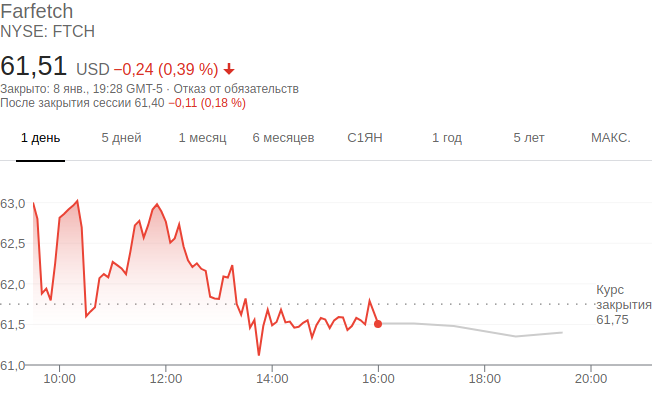 Farfetch
NYSE: FTCH
61,51 USD −0,24 (0,39 %)
Закрыто: 8 янв., 19:28 GMT-5 · Отказ от обязательств
После закрытия сессии 61,40 −0,11 (0,18 %)
1 день 5 дней 1 месяц 6 месяцев С1ЯН 1 год 5 лет МАКС.
63,0
62,5
62,0
Курс
закрытия
61,75
61,5
61,0
10:00 12:00 14:00 16:00 18:00 20:00